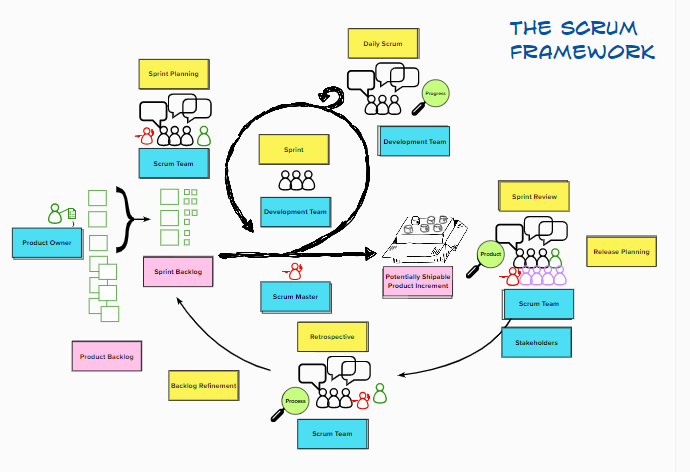 THE SCRUM
FRAMEWORK
Daily Scrum
Sprint Planning
Progress
Development Team
Sprint
Scrum Team
Sprint Review
Development Team
Product Owner
Release Planning
Product
Sprint Backlog
Potentially Shipable
Product Increment
Scrum Master
Scrum Team
Retrospective
Stakeholders
Product Backlog
Backlog Refinement
Process
Scrum Team